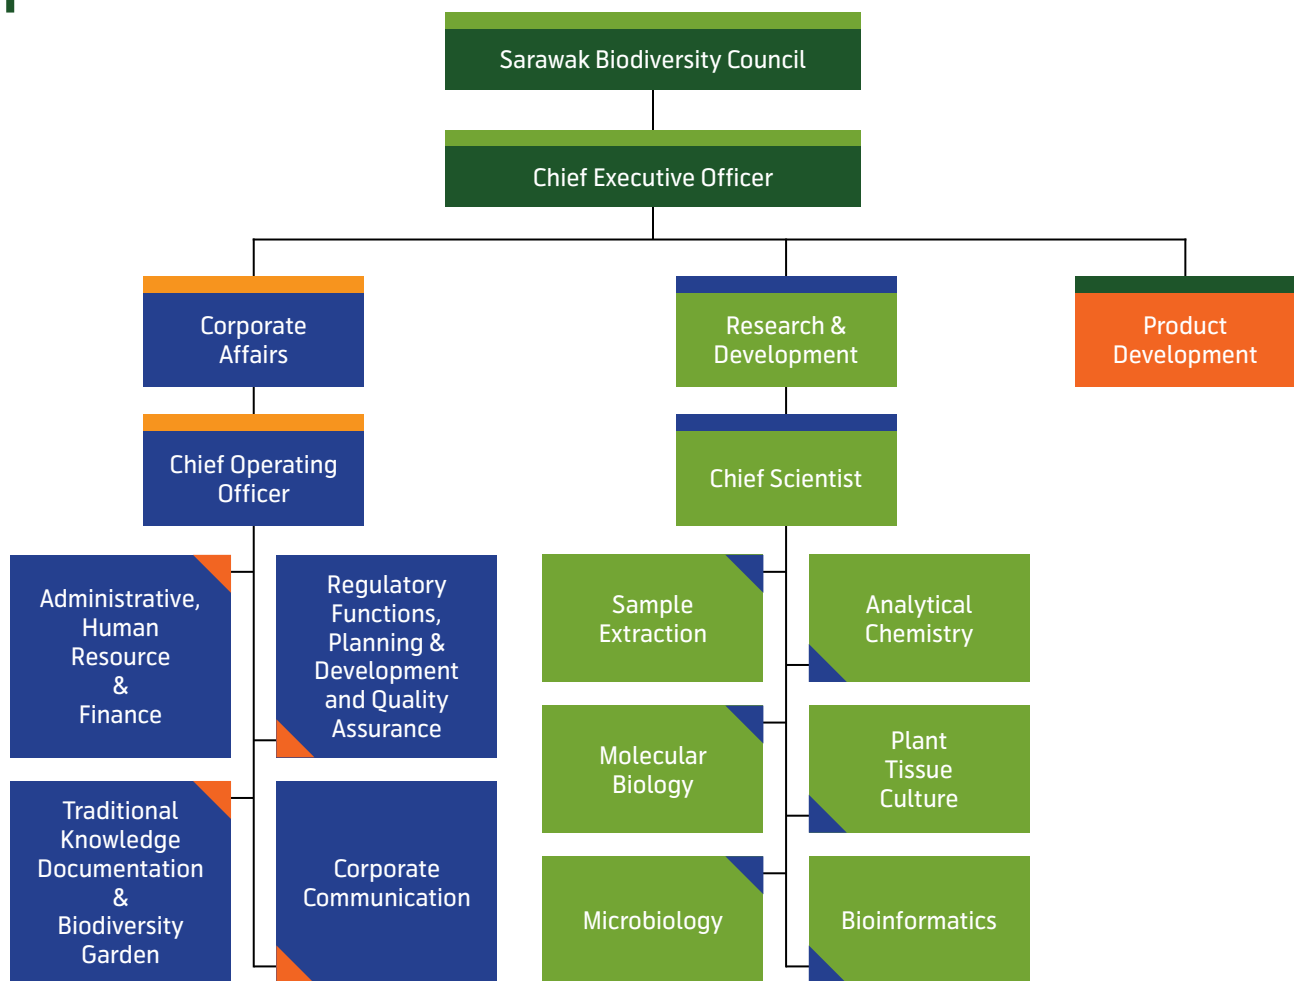 Sarawak Biodiversity Council
Chief Executive Officer
Corporate
Affairs
Research &
Development
Product
Development
Chief Operating
Officer
Chief Scientist
Administrative,
Human
Resource
&
Finance
Regulatory
Functions,
Planning &
Development
and Quality
Assurance
Traditional
Knowledge
Documentation
&
Biodiversity
Garden
Corporate
Communication
Sample
Extraction
Analytical
Chemistry
Molecular
Biology
Plant
Tissue
Culture
Microbiology
Bioinformatics